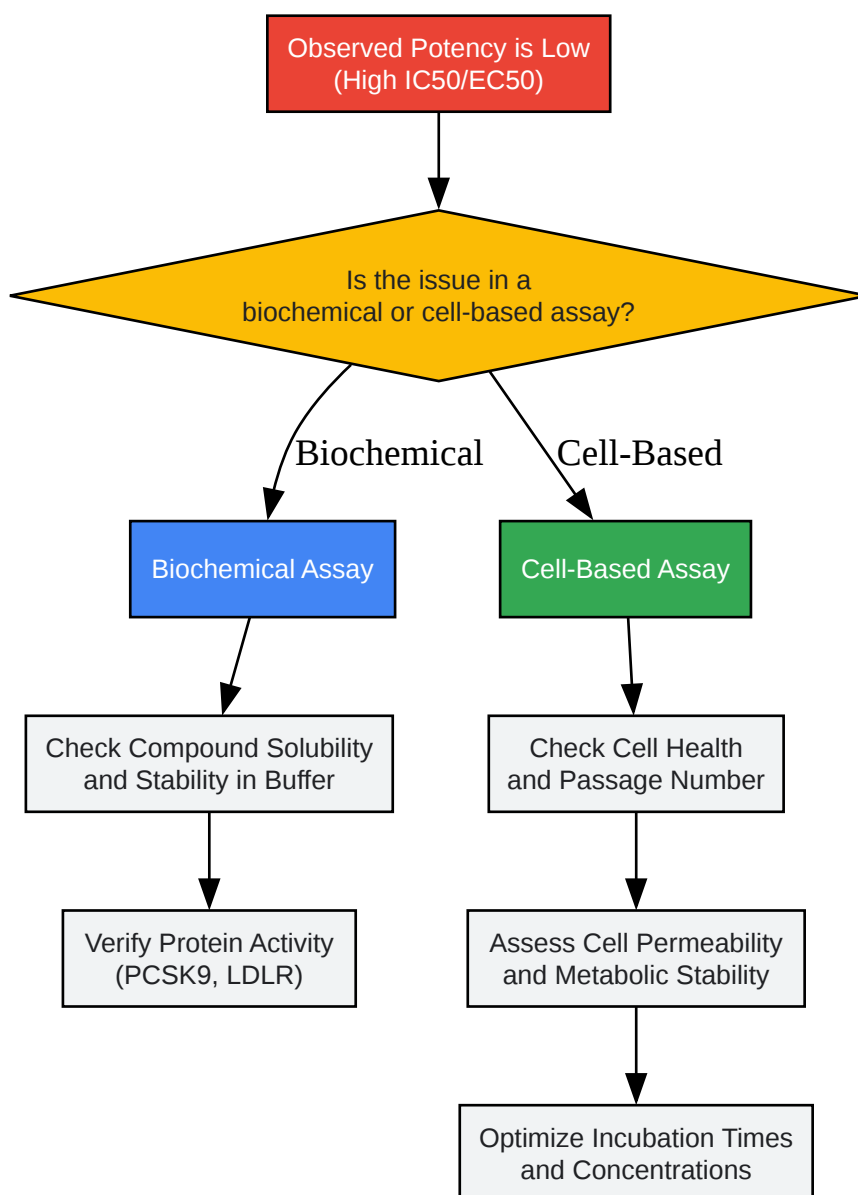 Observed Potency is Low
(High IC50/EC50)
Is the issue in a
biochemical or cell-based assay?
Biochemical
Cell-Based
Biochemical Assay
Cell-Based Assay
Check Compound Solubility
and Stability in Buffer
Check Cell Health
and Passage Number
Verify Protein Activity
(PCSK9, LDLR)
Assess Cell Permeability
and Metabolic Stability
Optimize Incubation Times
and Concentrations